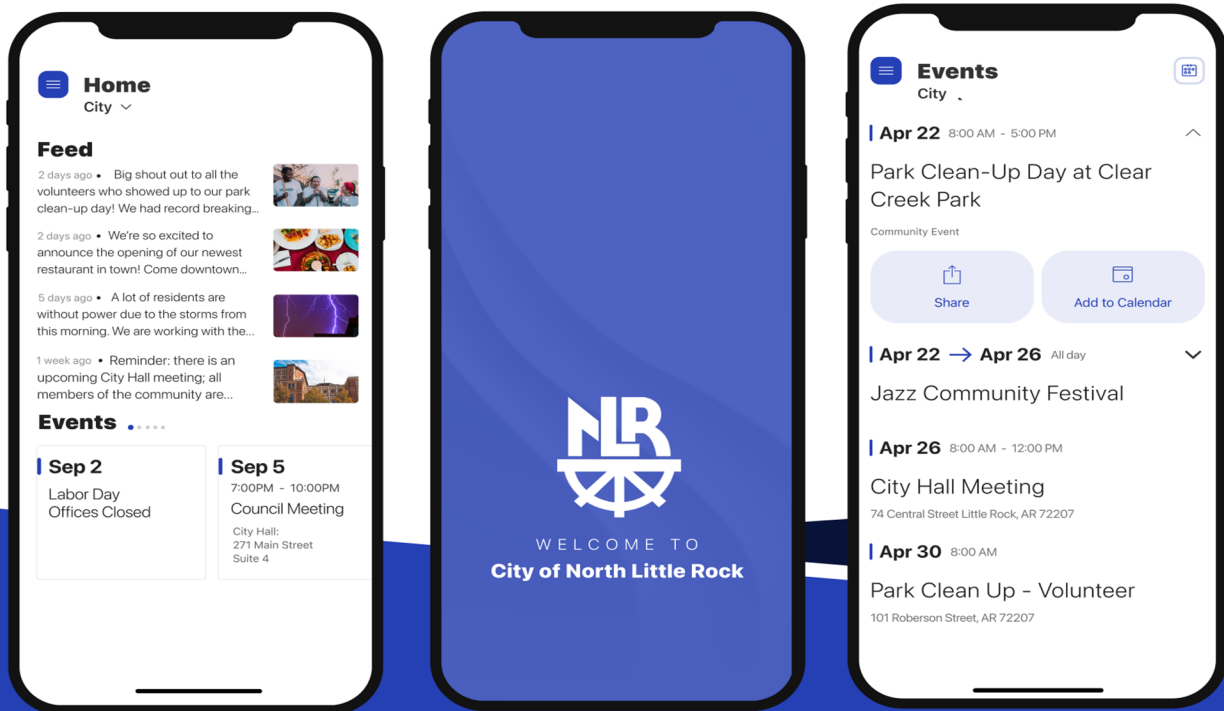 Home
City
Feed
2 days ago • Big shout out to all the
volunteers who showed up to our park
clean-up day! We had record breaking...
2 days ago • We're so excited to
announce the opening of our newest
restaurant in town! Come downtown...
5 days ago • A lot of residents are
without power due to the storms from
this morning. We are working with the...
1 week ago • Reminder: there is an
upcoming City Hall meeting; all
members of the community are...
Events
Sep 2
Labor Day
Offices Closed
Sep 5
7:00PM - 10:00PM
Council Meeting
City Hall:
271 Main Street
Suite 4
NLR
WELCOME TO
City of North Little Rock
Events
City
Apr 22 8:00 AM - 5:00 PM
Park Clean-Up Day at Clear
Creek Park
Community Event
Share
Add to Calendar
Apr 22 → Apr 26 All day
Jazz Community Festival
Apr 26 8:00 AM - 12:00 PM
City Hall Meeting
74 Central Street Little Rock, AR 72207
Apr 30 8:00 AM
Park Clean Up - Volunteer
101 Roberson Street, AR 72207